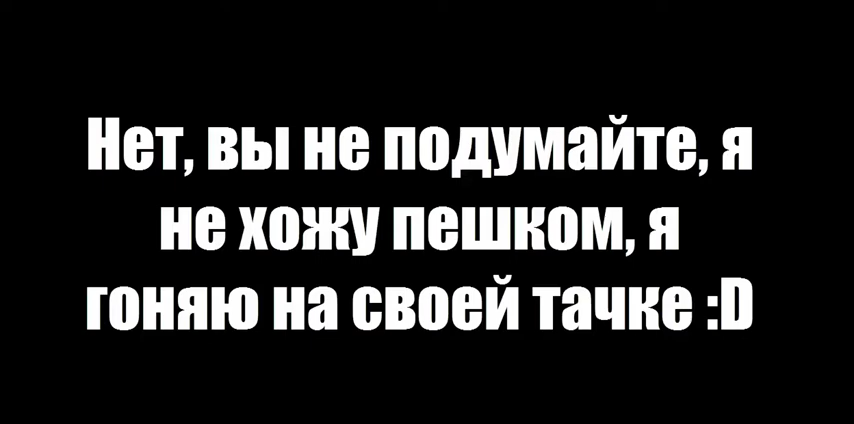 Нет, вы не подумайте, я
не хожу пешком, я
гоняю на своей тачке :D